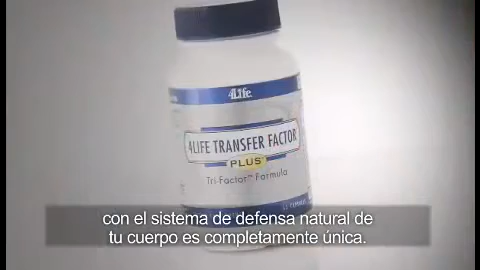 4Life
4LIFE TRANSFER FACTOR
PLUS
Tri-Factor™ Formula
con el sistema de defensa natural de
tu cuerpo es completamente única.